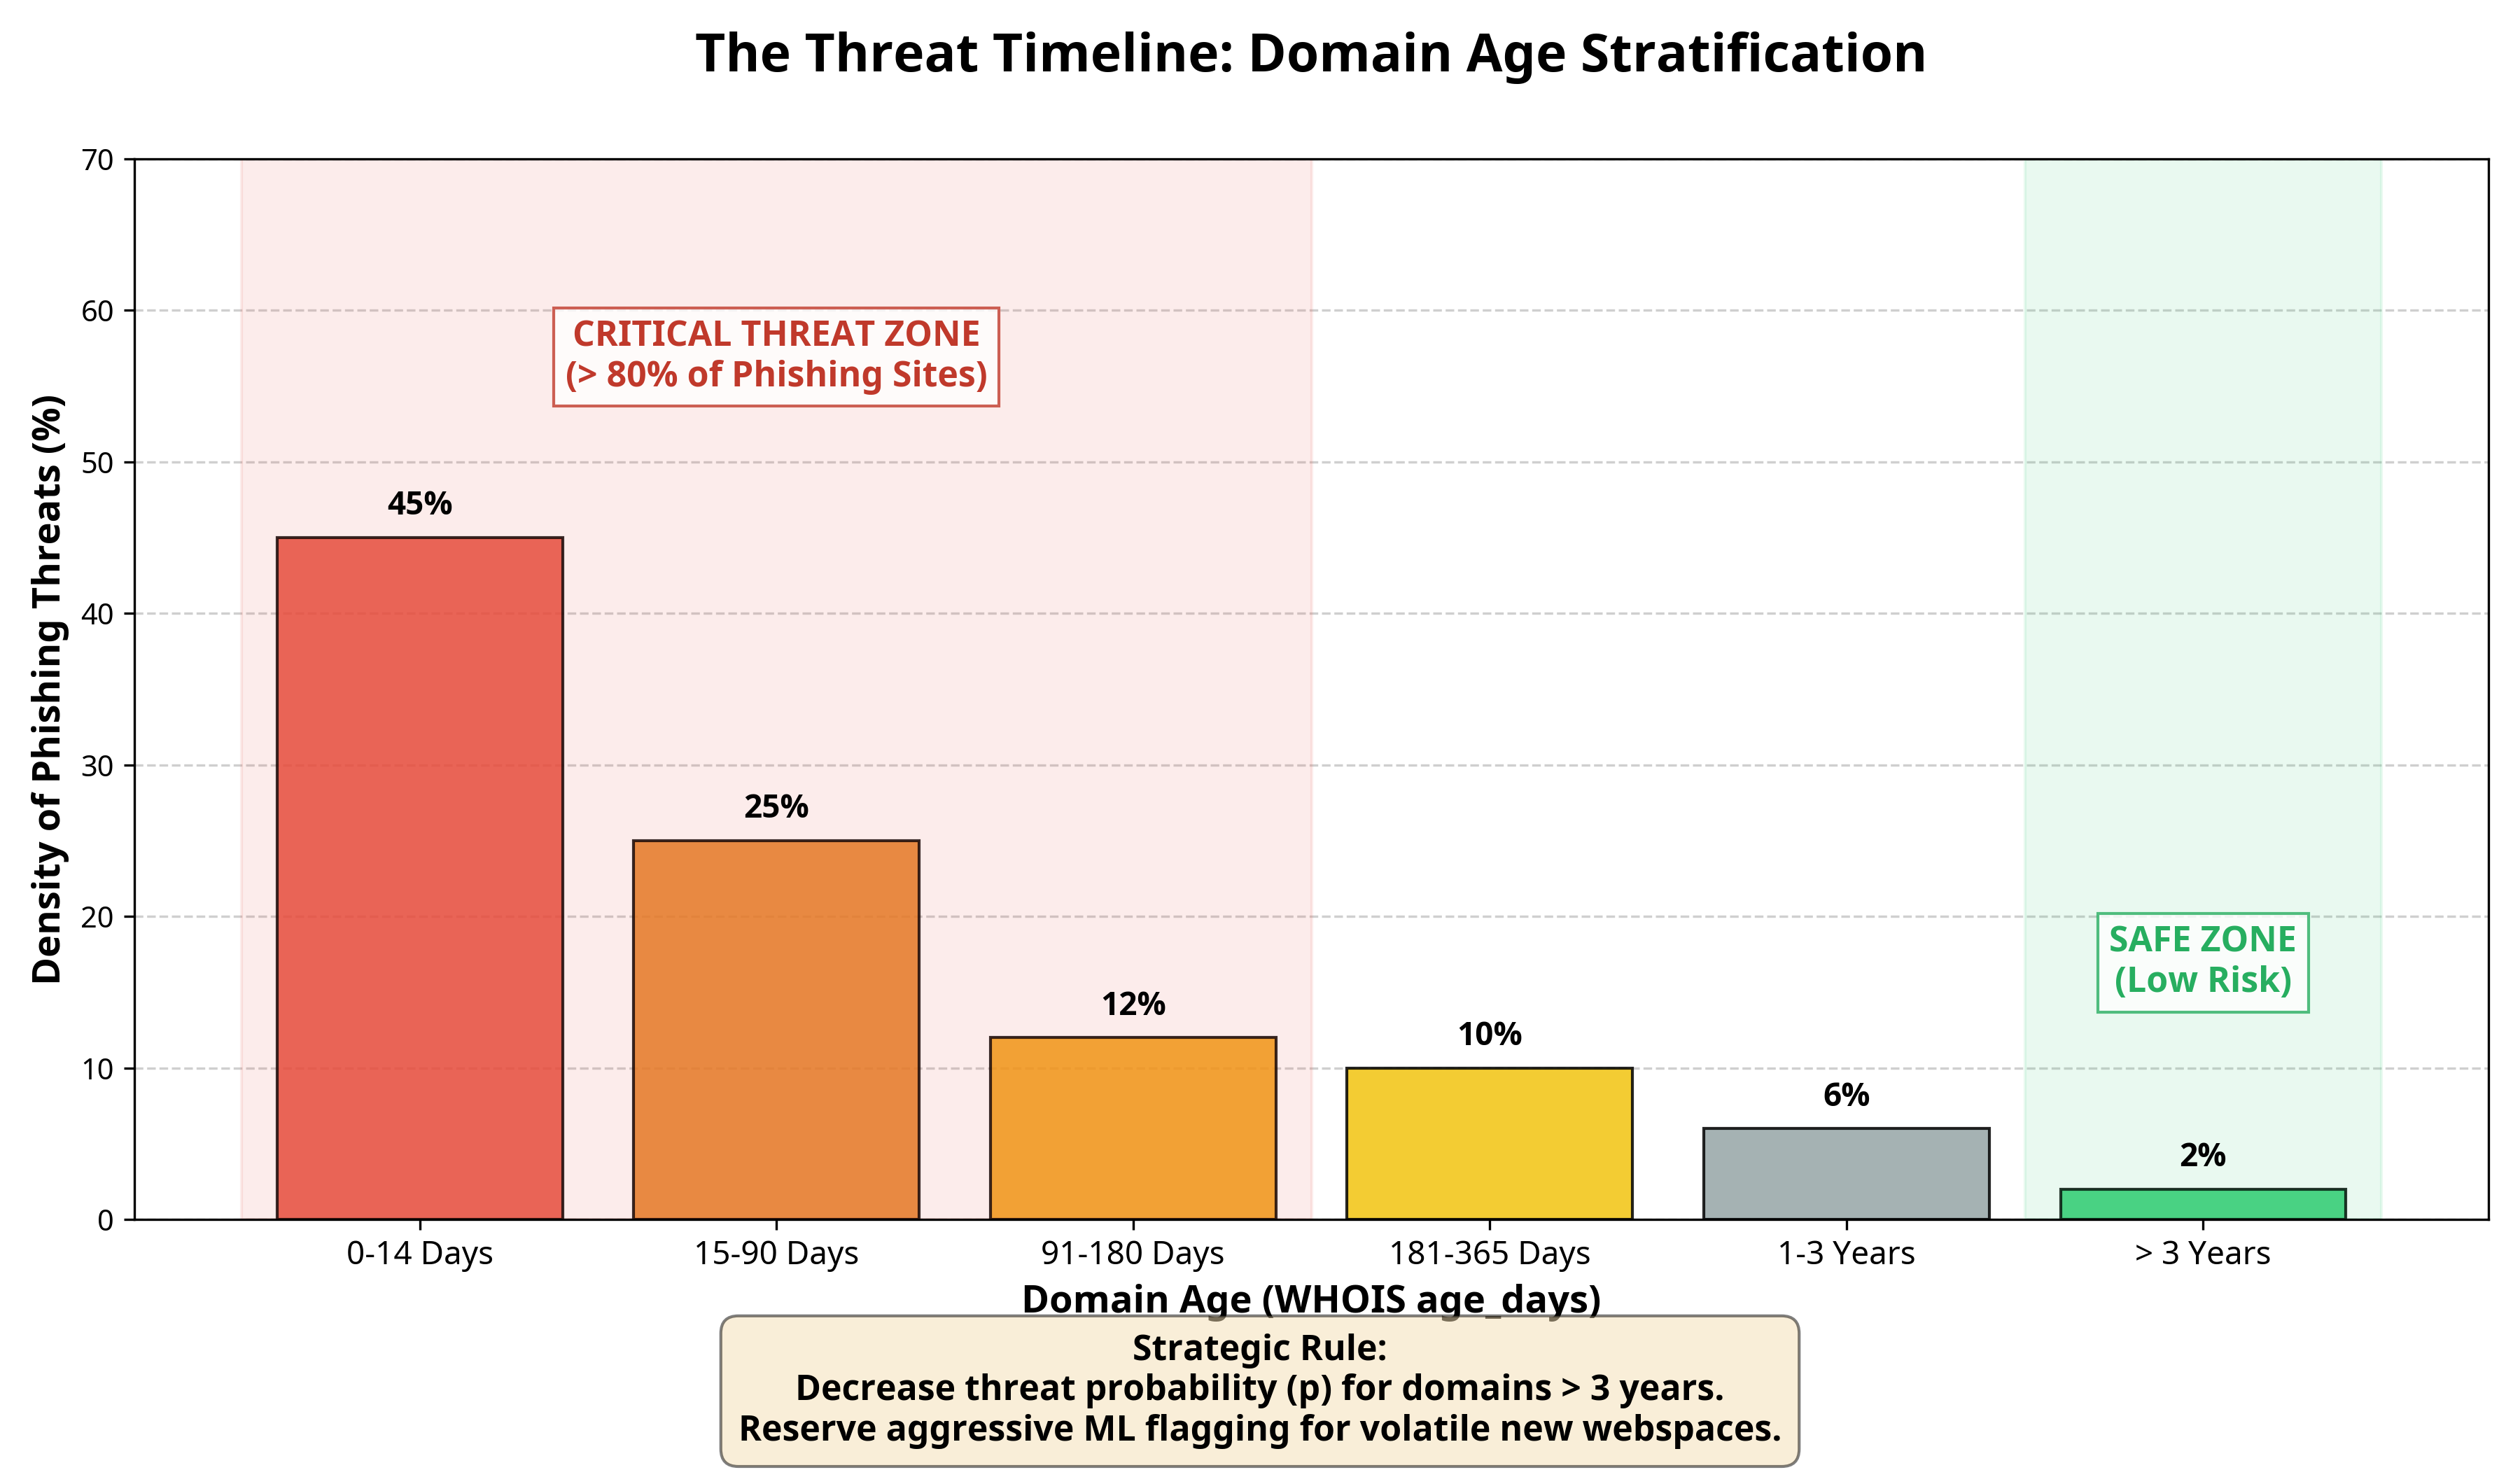 The Threat Timeline: Domain Age Stratification
Density of Phishing Threats (%)
70
60
50
40
30
20
10
0
CRITICAL THREAT ZONE
(> 80% of Phishing Sites)
SAFE ZONE
(Low Risk)
45%
25%
12%
10%
6%
2%
0-14 Days
15-90 Days
91-180 Days
181-365 Days
1-3 Years
> 3 Years
Domain Age (WHOIS age_days)
Strategic Rule:
Decrease threat probability (p) for domains > 3 years.
Reserve aggressive ML flagging for volatile new webspaces.